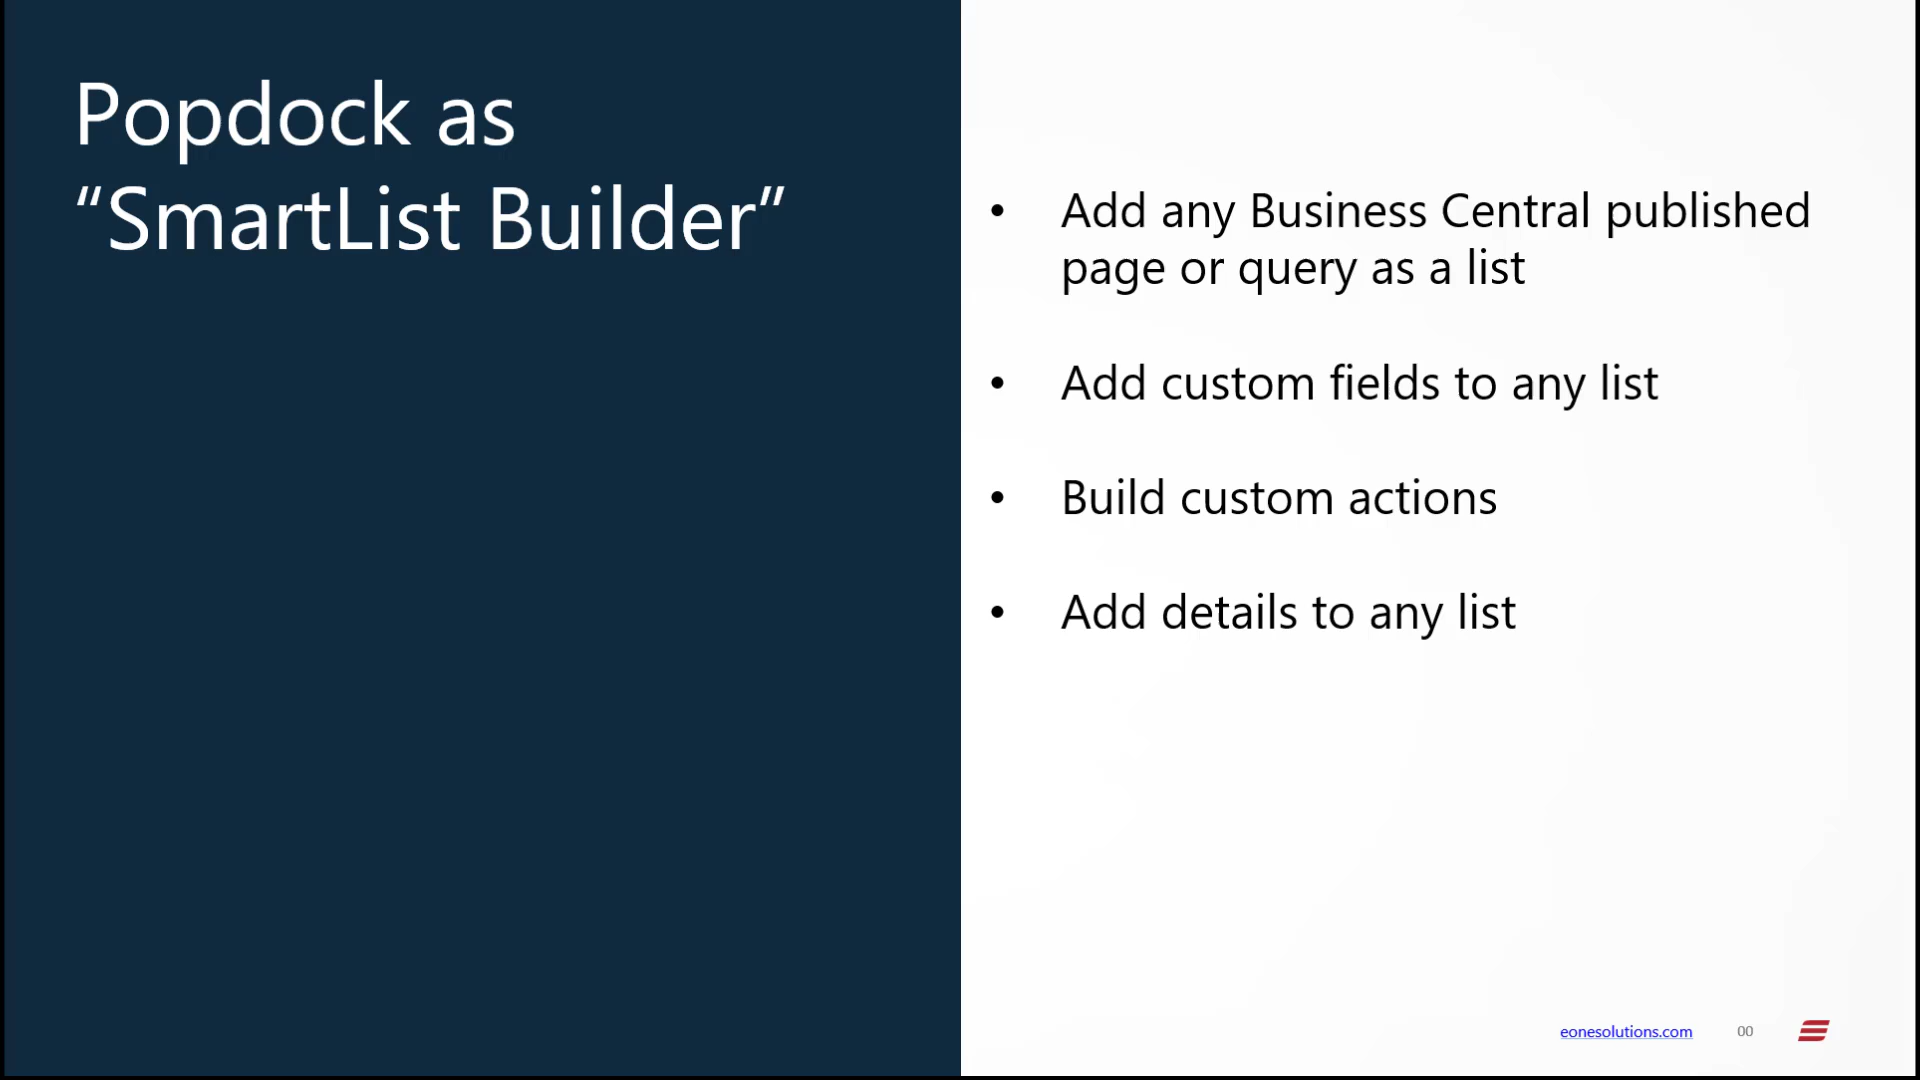 Popdock as
“SmartList Builder”
• Add any Business Central published
page or query as a list
• Add custom fields to any list
• Build custom actions
• Add details to any list
eonesolutions.com 00